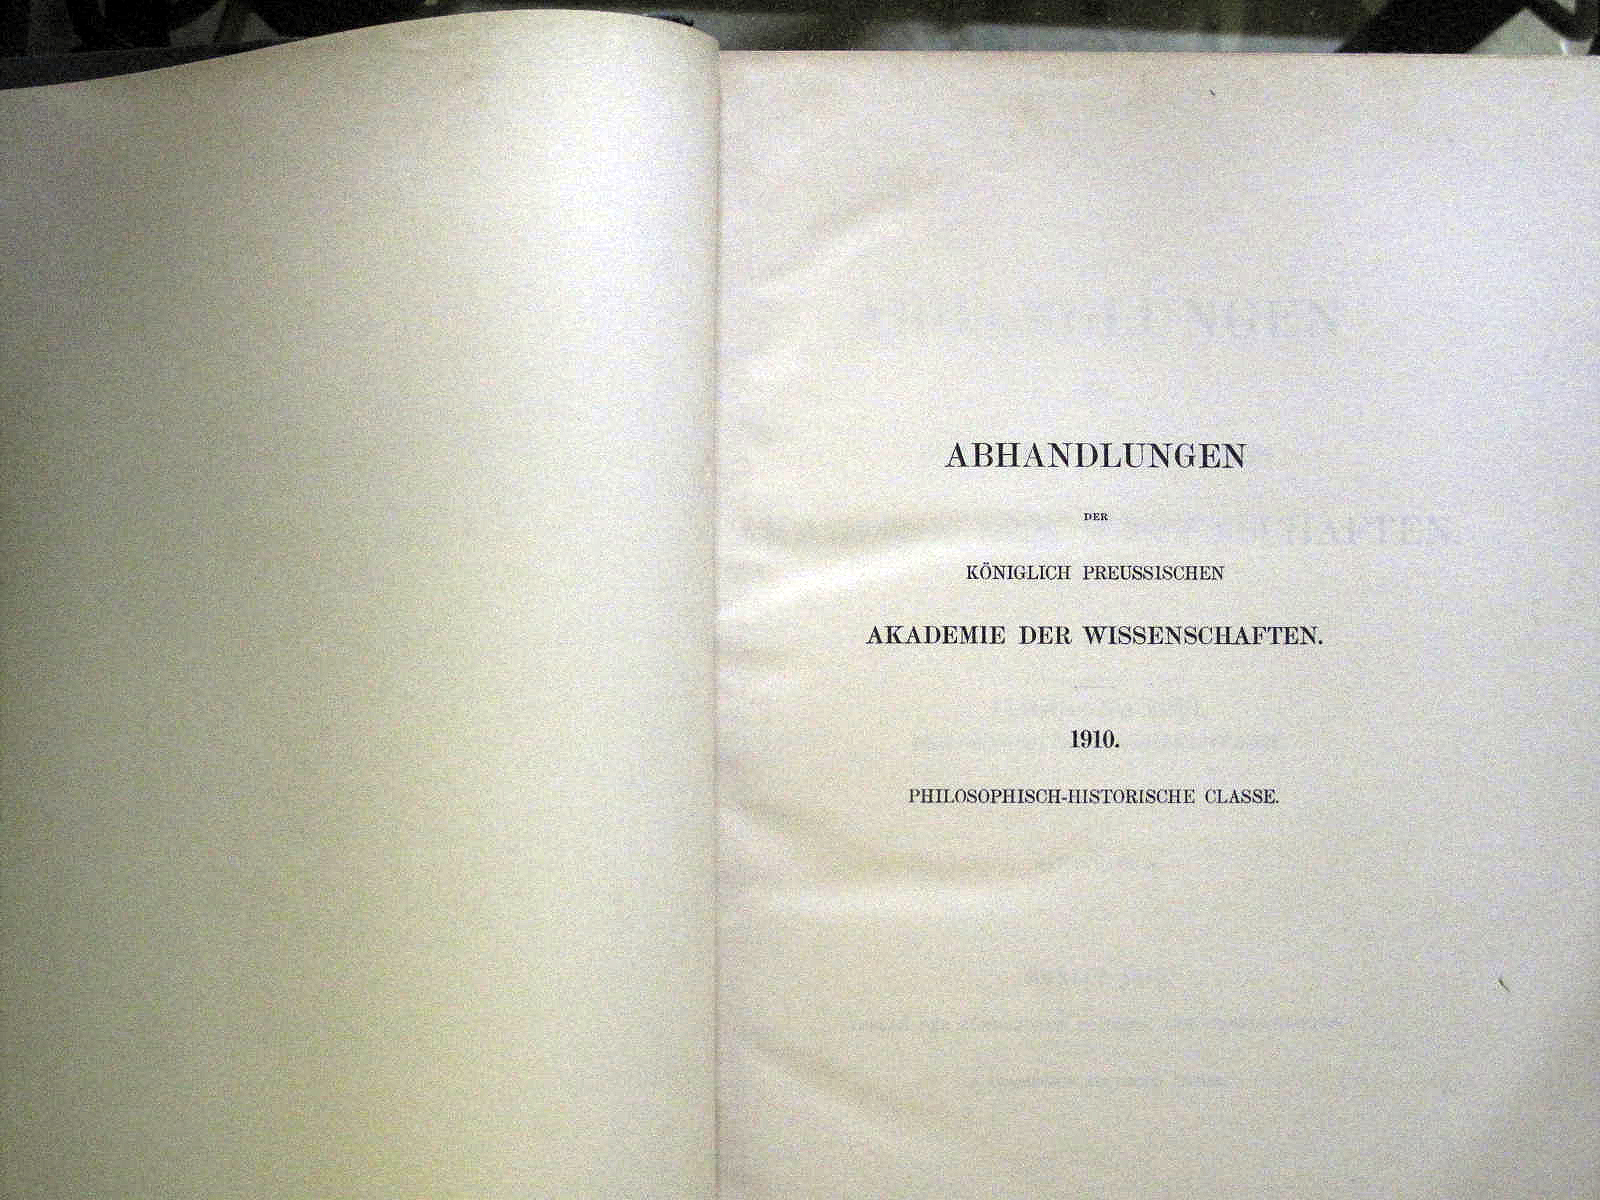 ABHANDLUNGEN
DER
KÖNIGLICH PREUSSISCHEN
AKADEMIE DER WISSENSCHAFTEN.
1910.
PHILOSOPHISCH-HISTORISCHE CLASSE.